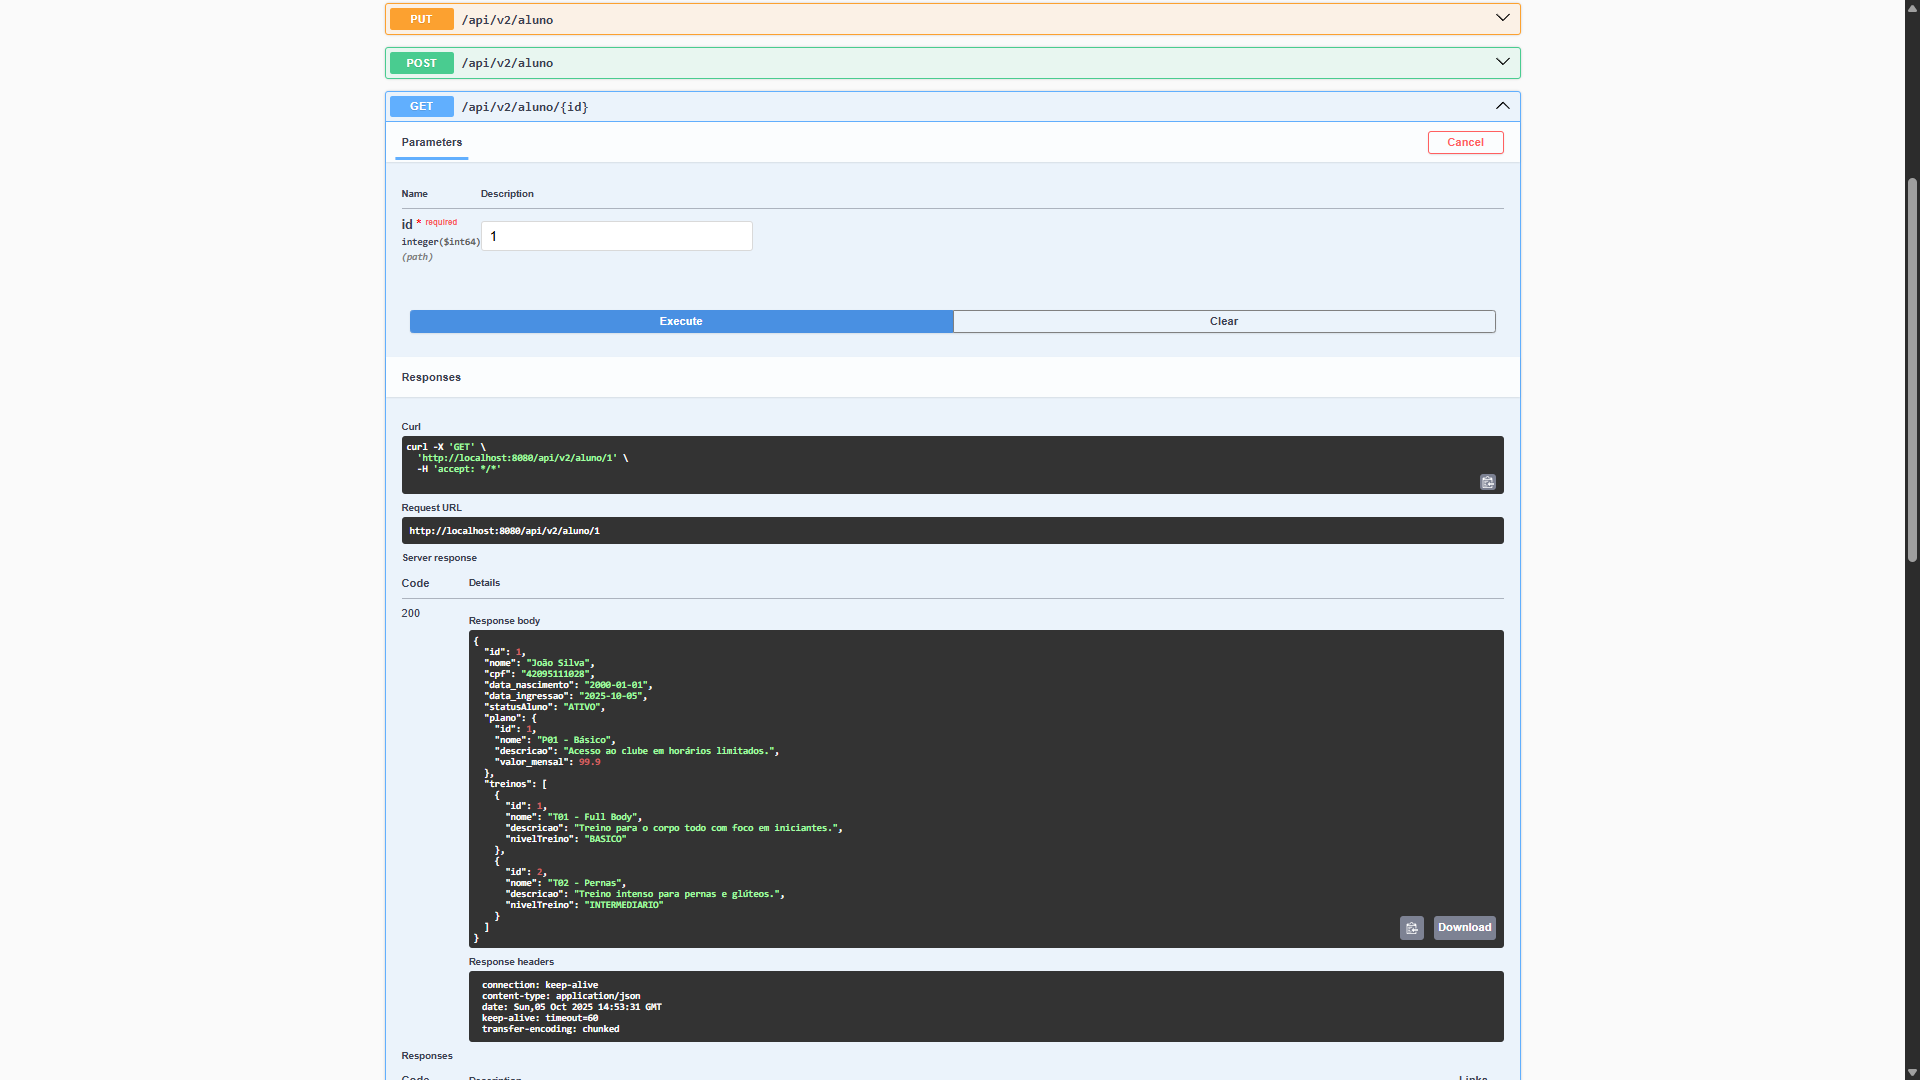 PUT /api/v2/aluno
POST /api/v2/aluno
GET /api/v2/aluno/{id}
Parameters
Cancel
Name Description
id * required
integer($int64)
(path)
1
Execute
Clear
Responses
Curl
curl -X 'GET' \
  'http://localhost:8080/api/v2/aluno/1' \
  -H 'accept: */*'
Request URL
http://localhost:8080/api/v2/aluno/1
Server response
Code Details
200
Response body
{
  "id": 1,
  "nome": "João Silva",
  "cpf": "42095111028",
  "data_nascimento": "2000-01-01",
  "data_ingressao": "2025-10-05",
  "statusAluno": "ATIVO",
  "plano": {
    "id": 1,
    "nome": "P01 - Básico",
    "descricao": "Acesso ao clube em horários limitados.",
    "valor_mensal": 99.9
  },
  "treinos": [
    {
      "id": 1,
      "nome": "T01 - Full Body",
      "descricao": "Treino para o corpo todo com foco em iniciantes.",
      "nivelTreino": "BASICO"
    },
    {
      "id": 2,
      "nome": "T02 - Pernas",
      "descricao": "Treino intenso para pernas e glúteos.",
      "nivelTreino": "INTERMEDIARIO"
    }
  ]
}
Download
Response headers
connection: keep-alive
content-type: application/json
date: Sun,05 Oct 2025 14:53:31 GMT
keep-alive: timeout=60
transfer-encoding: chunked
Responses
Code Description Links